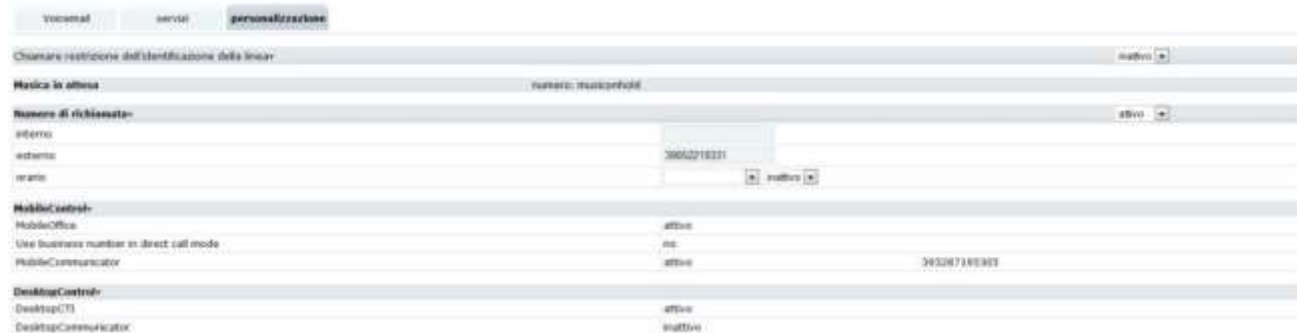 Voicemail servizi personalizzazione
Chiamare restrizione dell'identificazione della linea inattivo
Musica in attesa numero: musiconhold
Numero di richiamata attivo
interno
esterno
orario inattivo
MobileControl
MobileOffice attivo
Use business number in direct call mode no
MobileCommunicator attivo
DesktopControl
DesktopCTI attivo
DesktopCommunicator inattivo